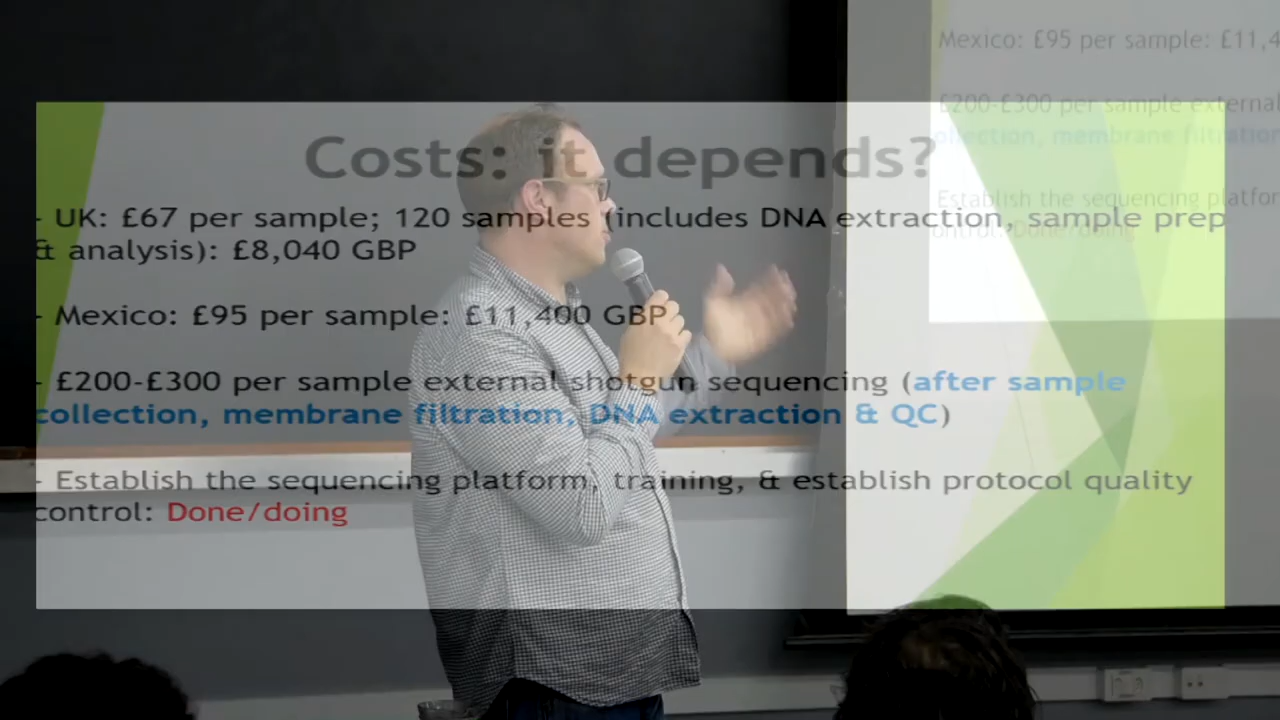 Costs: it depends?
- UK: £67 per sample; 120 samples (includes DNA extraction, sample prep
& analysis): £8,040 GBP
- Mexico: £95 per sample: £11,400 GBP
- £200-£300 per sample external shotgun sequencing (after sample
collection, membrane filtration, DNA extraction & QC)
- Establish the sequencing platform, training, & establish protocol quality
control: Done/doing
Mexico: £95 per sample: £11,4
£200-£300 per sample external
ollection, membrane filtration
Establish the sequencing platfor
ontrol: Done/doing